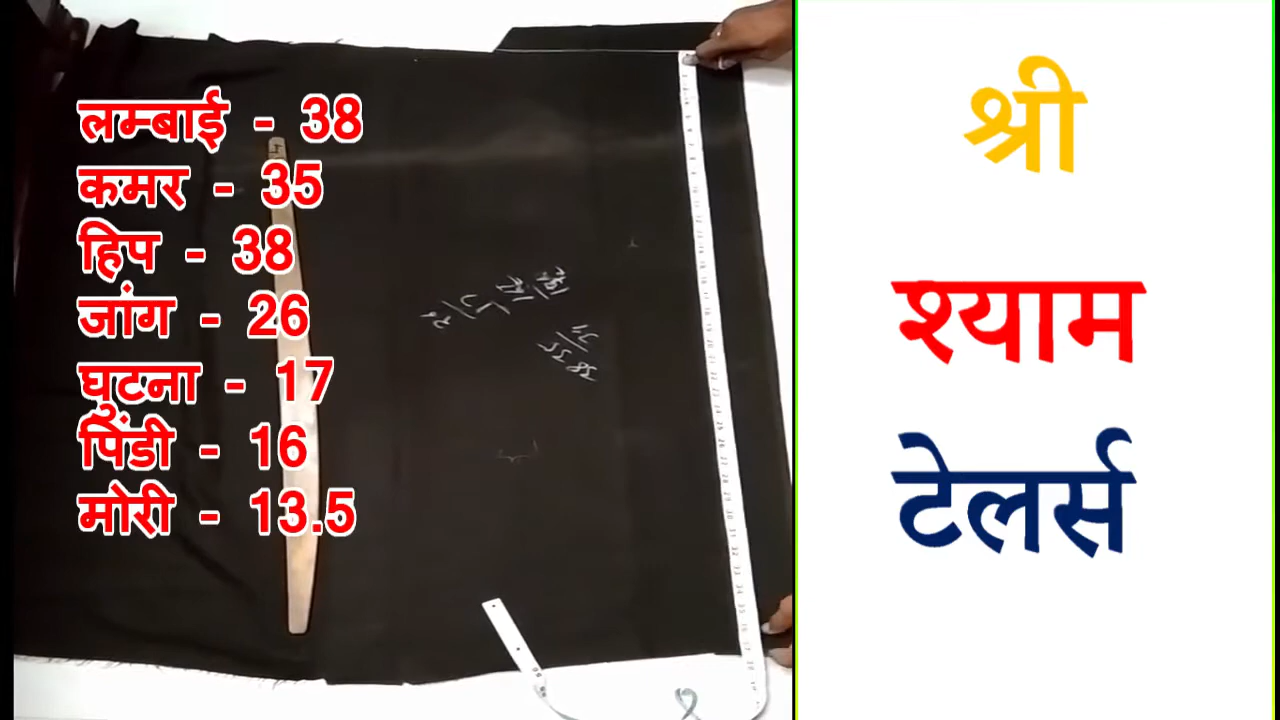 लम्बाई - 38
कमर - 35
हिप - 38
जांग - 26
घुटना - 17
पिंडी - 16
मोरी - 13.5
श्री
श्याम
टेलर्स